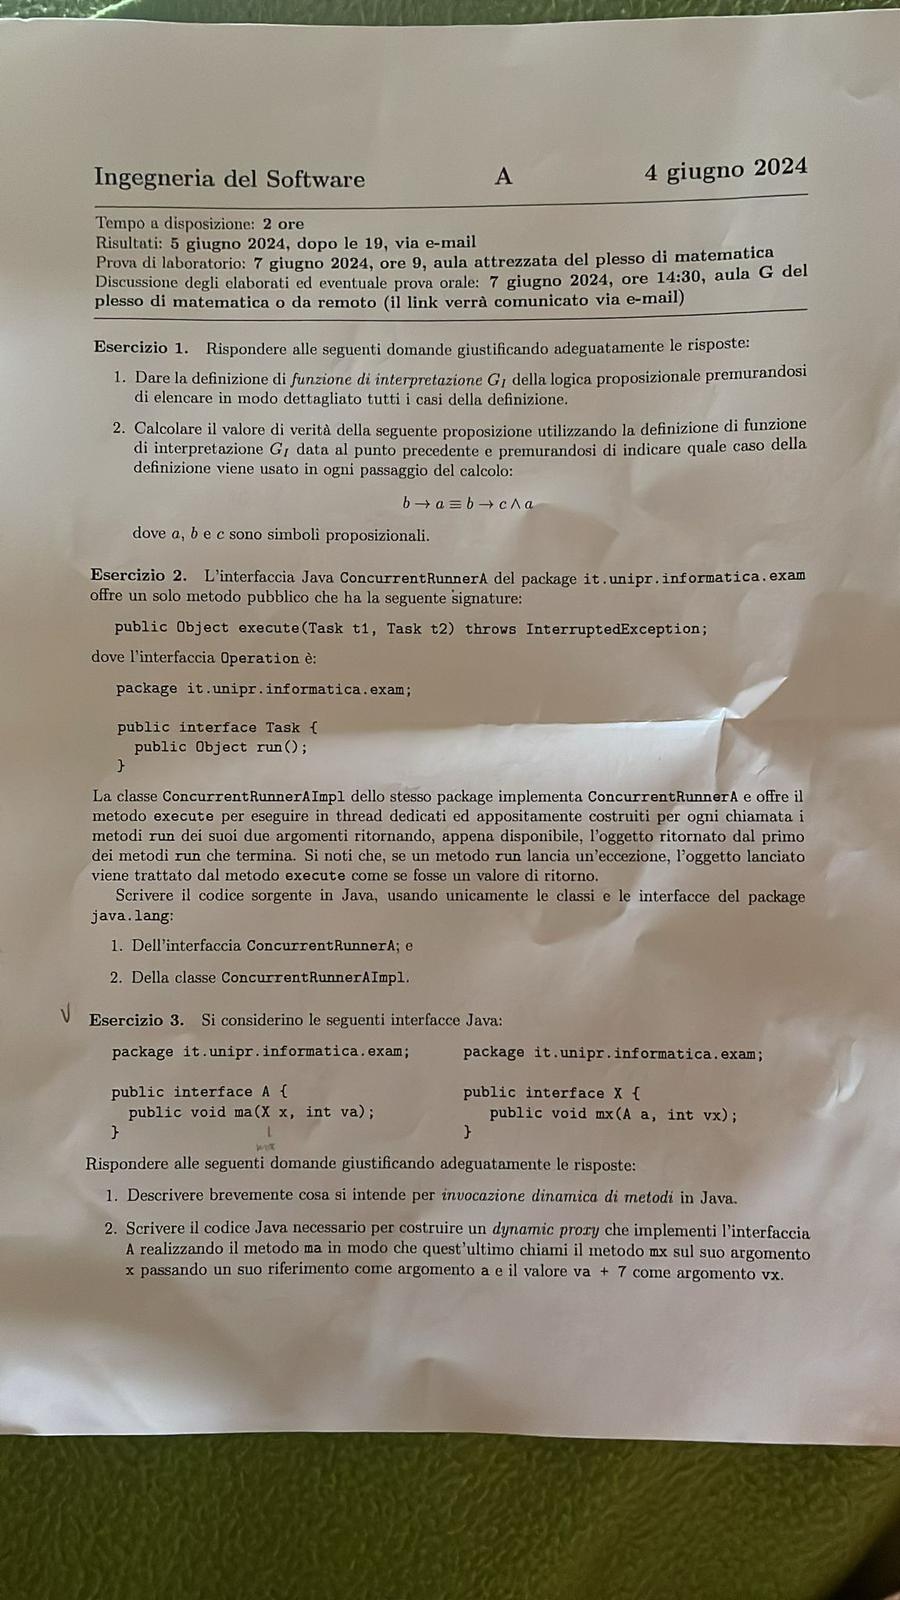 Ingegneria del Software A 4 giugno 2024
Tempo a disposizione: 2 ore
Risultati: 5 giugno 2024, dopo le 19, via e-mail
Prova di laboratorio: 7 giugno 2024, ore 9, aula attrezzata del plesso di matematica
Discussione degli elaborati ed eventuale prova orale: 7 giugno 2024, ore 14:30, aula G del
plesso di matematica o da remoto (il link verrà comunicato via e-mail)
Esercizio 1. Rispondere alle seguenti domande giustificando adeguatamente le risposte:
1. Dare la definizione di funzione di interpretazione G_I della logica proposizionale premurandosi
di elencare in modo dettagliato tutti i casi della definizione.
2. Calcolare il valore di verità della seguente proposizione utilizzando la definizione di funzione
di interpretazione G_I data al punto precedente e premurandosi di indicare quale caso della
definizione viene usato in ogni passaggio del calcolo:
b → a ≡ b → c ∧ a
dove a, b e c sono simboli proposizionali.
Esercizio 2. L'interfaccia Java ConcurrentRunnerA del package it.unipr.informatica.exam
offre un solo metodo pubblico che ha la seguente signature:
public Object execute(Task t1, Task t2) throws InterruptedException;
dove l'interfaccia Operation è:
package it.unipr.informatica.exam;
public interface Task {
public Object run();
}
La classe ConcurrentRunnerAImpl dello stesso package implementa ConcurrentRunnerA e offre il
metodo execute per eseguire in thread dedicati ed appositamente costruiti per ogni chiamata i
metodi run dei suoi due argomenti ritornando, appena disponibile, l'oggetto ritornato dal primo
dei metodi run che termina. Si noti che, se un metodo run lancia un'eccezione, l'oggetto lanciato
viene trattato dal metodo execute come se fosse un valore di ritorno.
Scrivere il codice sorgente in Java, usando unicamente le classi e le interfacce del package
java.lang:
1. Dell'interfaccia ConcurrentRunnerA; e
2. Della classe ConcurrentRunnerAImpl.
Esercizio 3. Si considerino le seguenti interfacce Java:
package it.unipr.informatica.exam; package it.unipr.informatica.exam;
public interface A { public interface X {
public void ma(X x, int va); public void mx(A a, int vx);
} }
Rispondere alle seguenti domande giustificando adeguatamente le risposte:
1. Descrivere brevemente cosa si intende per invocazione dinamica di metodi in Java.
2. Scrivere il codice Java necessario per costruire un dynamic proxy che implementi l'interfaccia
A realizzando il metodo ma in modo che quest'ultimo chiami il metodo mx sul suo argomento
x passando un suo riferimento come argomento a e il valore va + 7 come argomento vx.